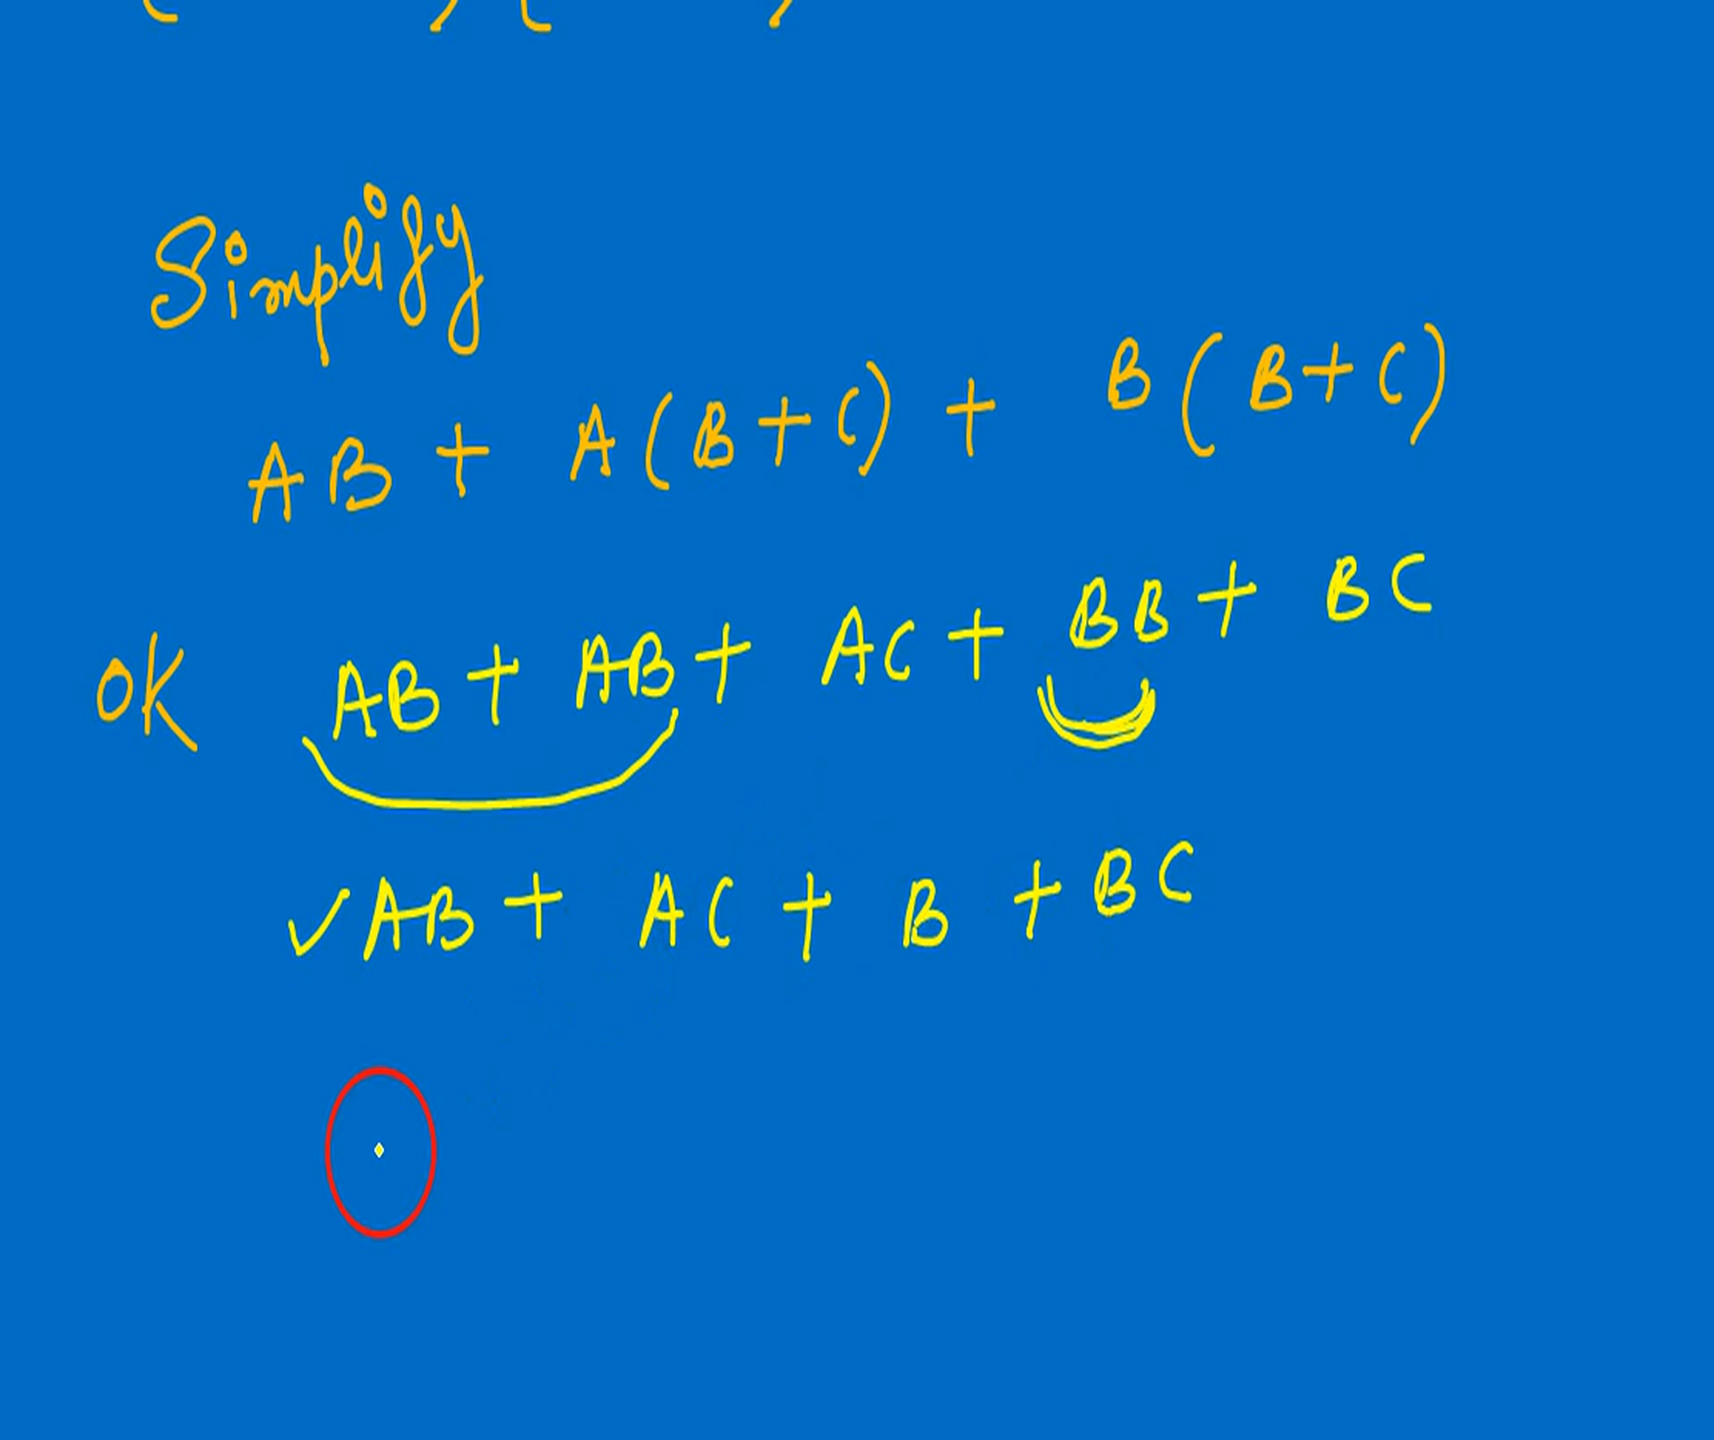 Simplify
AB + A(B+C) + B(B+C)
OK AB + AB + AC + BB + BC
✓AB + AC + B + BC